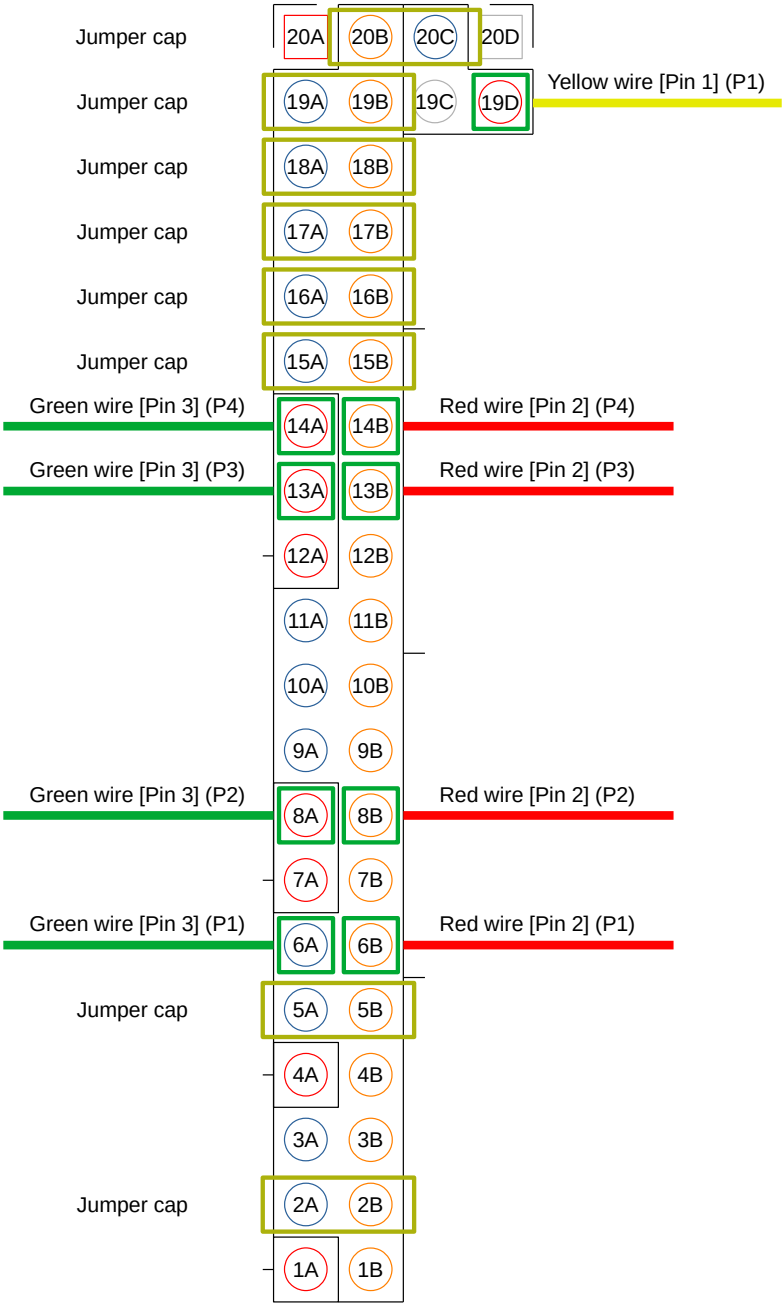 Jumper cap 20A 20B 20C 20D
Yellow wire [Pin 1] (P1)
Jumper cap 19A 19B 19C 19D
Jumper cap 18A 18B
Jumper cap 17A 17B
Jumper cap 16A 16B
Jumper cap 15A 15B
Green wire [Pin 3] (P4) 14A 14B Red wire [Pin 2] (P4)
Green wire [Pin 3] (P3) 13A 13B Red wire [Pin 2] (P3)
12A 12B
11A 11B
10A 10B
9A 9B
Green wire [Pin 3] (P2) 8A 8B Red wire [Pin 2] (P2)
7A 7B
Green wire [Pin 3] (P1) 6A 6B Red wire [Pin 2] (P1)
Jumper cap 5A 5B
4A 4B
3A 3B
Jumper cap 2A 2B
1A 1B